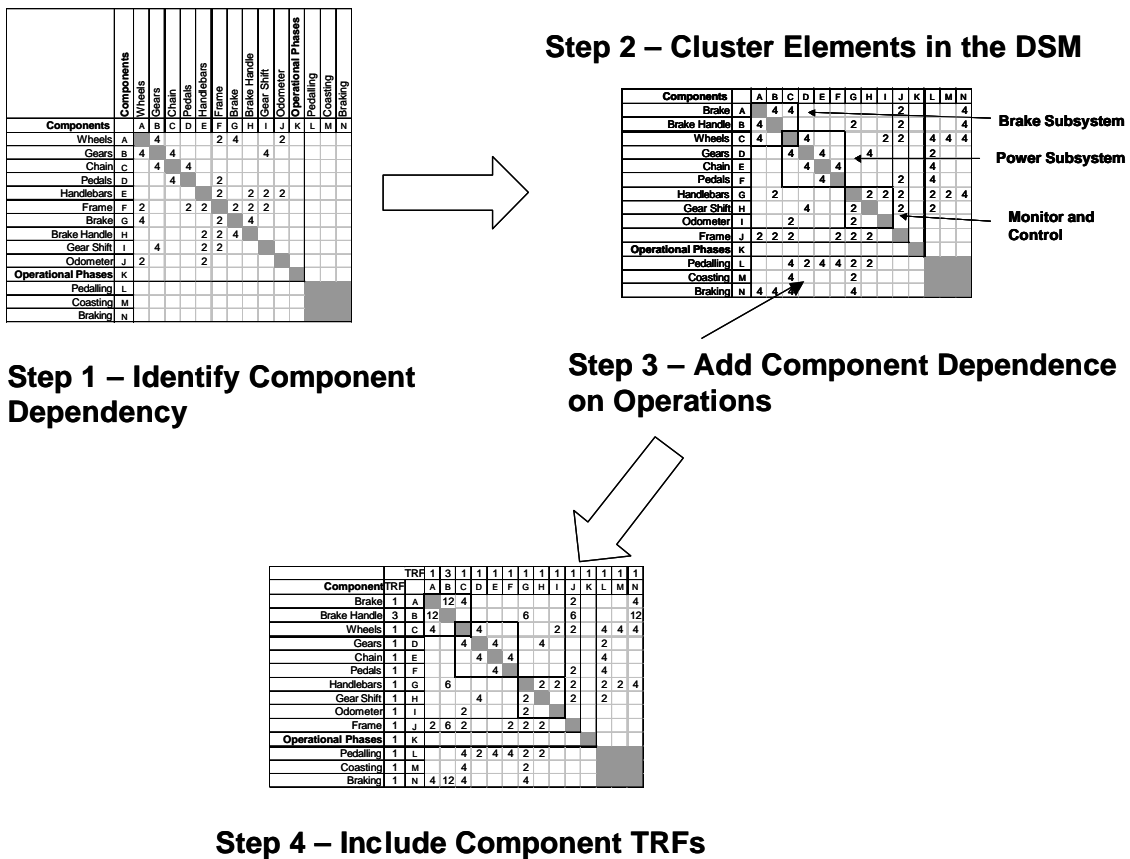 Components
Wheels
Gears
Chain
Pedals
Handlebars
Frame
Brake
Brake Handle
Gear Shift
Odometer
Operational Phases
Pedalling
Coasting
Braking
Components A B C D E F G H I J K L M N
Wheels A 4 2 4 2
Gears B 4 4 4
Chain C 4 4
Pedals D 4 2
Handlebars E 2 2 2 2
Frame F 2 2 2 2 2 2
Brake G 4 2 4
Brake Handle H 2 2 4
Gear Shift I 4 2 2
Odometer J 2 2
Operational Phases K
Pedalling L
Coasting M
Braking N
Step 1 – Identify Component
Dependency
Step 2 – Cluster Elements in the DSM
Components A B C D E F G H I J K L M N
Brake A 4 4 2 4
Brake Handle B 4 2 2 4
Wheels C 4 4 2 2 4 4 4
Gears D 4 4 4 2
Chain E 4 4 4
Pedals F 4 2 4
Handlebars G 2 2 2 2 2 2 4
Gear Shift H 4 2 2 2
Odometer I 2 2
Frame J 2 2 2 2 2 2
Operational Phases K
Pedalling L 4 2 4 4 2 2
Coasting M 4 2
Braking N 4 4 4 4
Brake Subsystem
Power Subsystem
Monitor and
Control
Step 3 – Add Component Dependence
on Operations
TRF 1 3 1 1 1 1 1 1 1 1 1 1 1 1
Component TRF A B C D E F G H I J K L M N
Brake 1 A 12 4 2 4
Brake Handle 3 B 12 6 6 12
Wheels 1 C 4 4 2 2 4 4 4
Gears 1 D 4 4 4 2
Chain 1 E 4 4 4
Pedals 1 F 4 2 4
Handlebars 1 G 6 2 2 2 2 2 4
Gear Shift 1 H 4 2 2 2
Odometer 1 I 2 2
Frame 1 J 2 6 2 2 2 2
Operational Phases 1 K
Pedalling 1 L 4 2 4 4 2 2
Coasting 1 M 4 2
Braking 1 N 4 12 4 4
Step 4 – Include Component TRFs